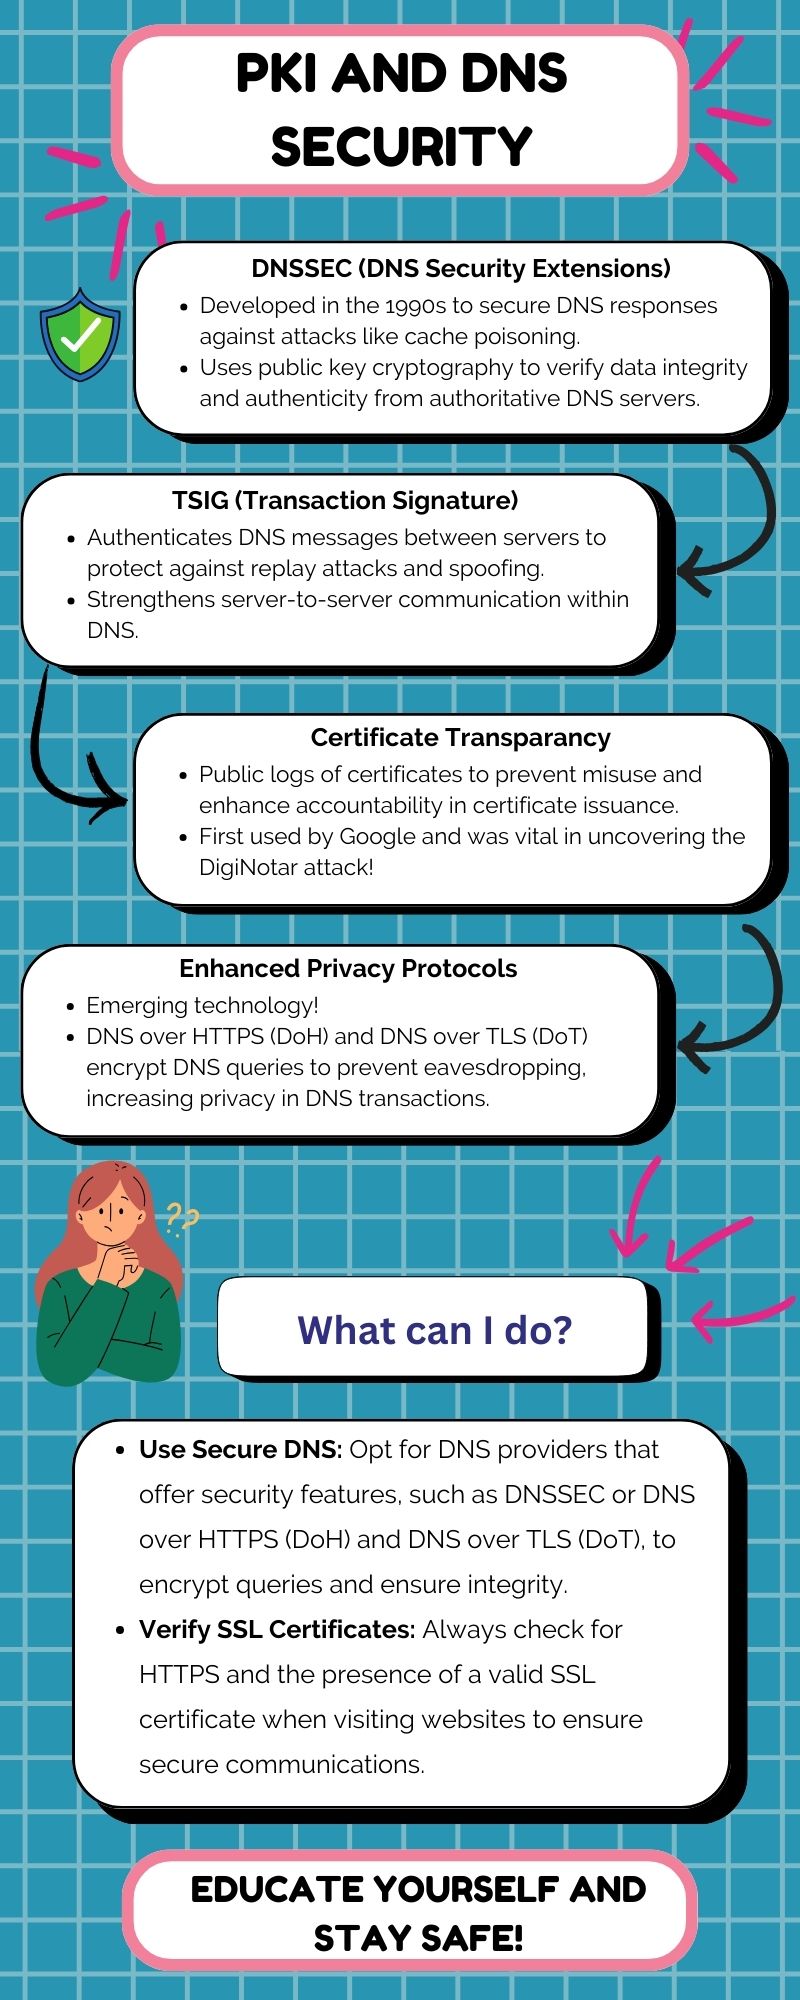 PKI AND DNS
SECURITY
DNSSEC (DNS Security Extensions)
• Developed in the 1990s to secure DNS responses
against attacks like cache poisoning.
• Uses public key cryptography to verify data integrity
and authenticity from authoritative DNS servers.
TSIG (Transaction Signature)
• Authenticates DNS messages between servers to
protect against replay attacks and spoofing.
• Strengthens server-to-server communication within
DNS.
Certificate Transparancy
• Public logs of certificates to prevent misuse and
enhance accountability in certificate issuance.
• First used by Google and was vital in uncovering the
DigiNotar attack!
Enhanced Privacy Protocols
• Emerging technology!
• DNS over HTTPS (DoH) and DNS over TLS (DoT)
encrypt DNS queries to prevent eavesdropping,
increasing privacy in DNS transactions.
??
What can I do?
• Use Secure DNS: Opt for DNS providers that
offer security features, such as DNSSEC or DNS
over HTTPS (DoH) and DNS over TLS (DoT), to
encrypt queries and ensure integrity.
• Verify SSL Certificates: Always check for
HTTPS and the presence of a valid SSL
certificate when visiting websites to ensure
secure communications.
EDUCATE YOURSELF AND
STAY SAFE!